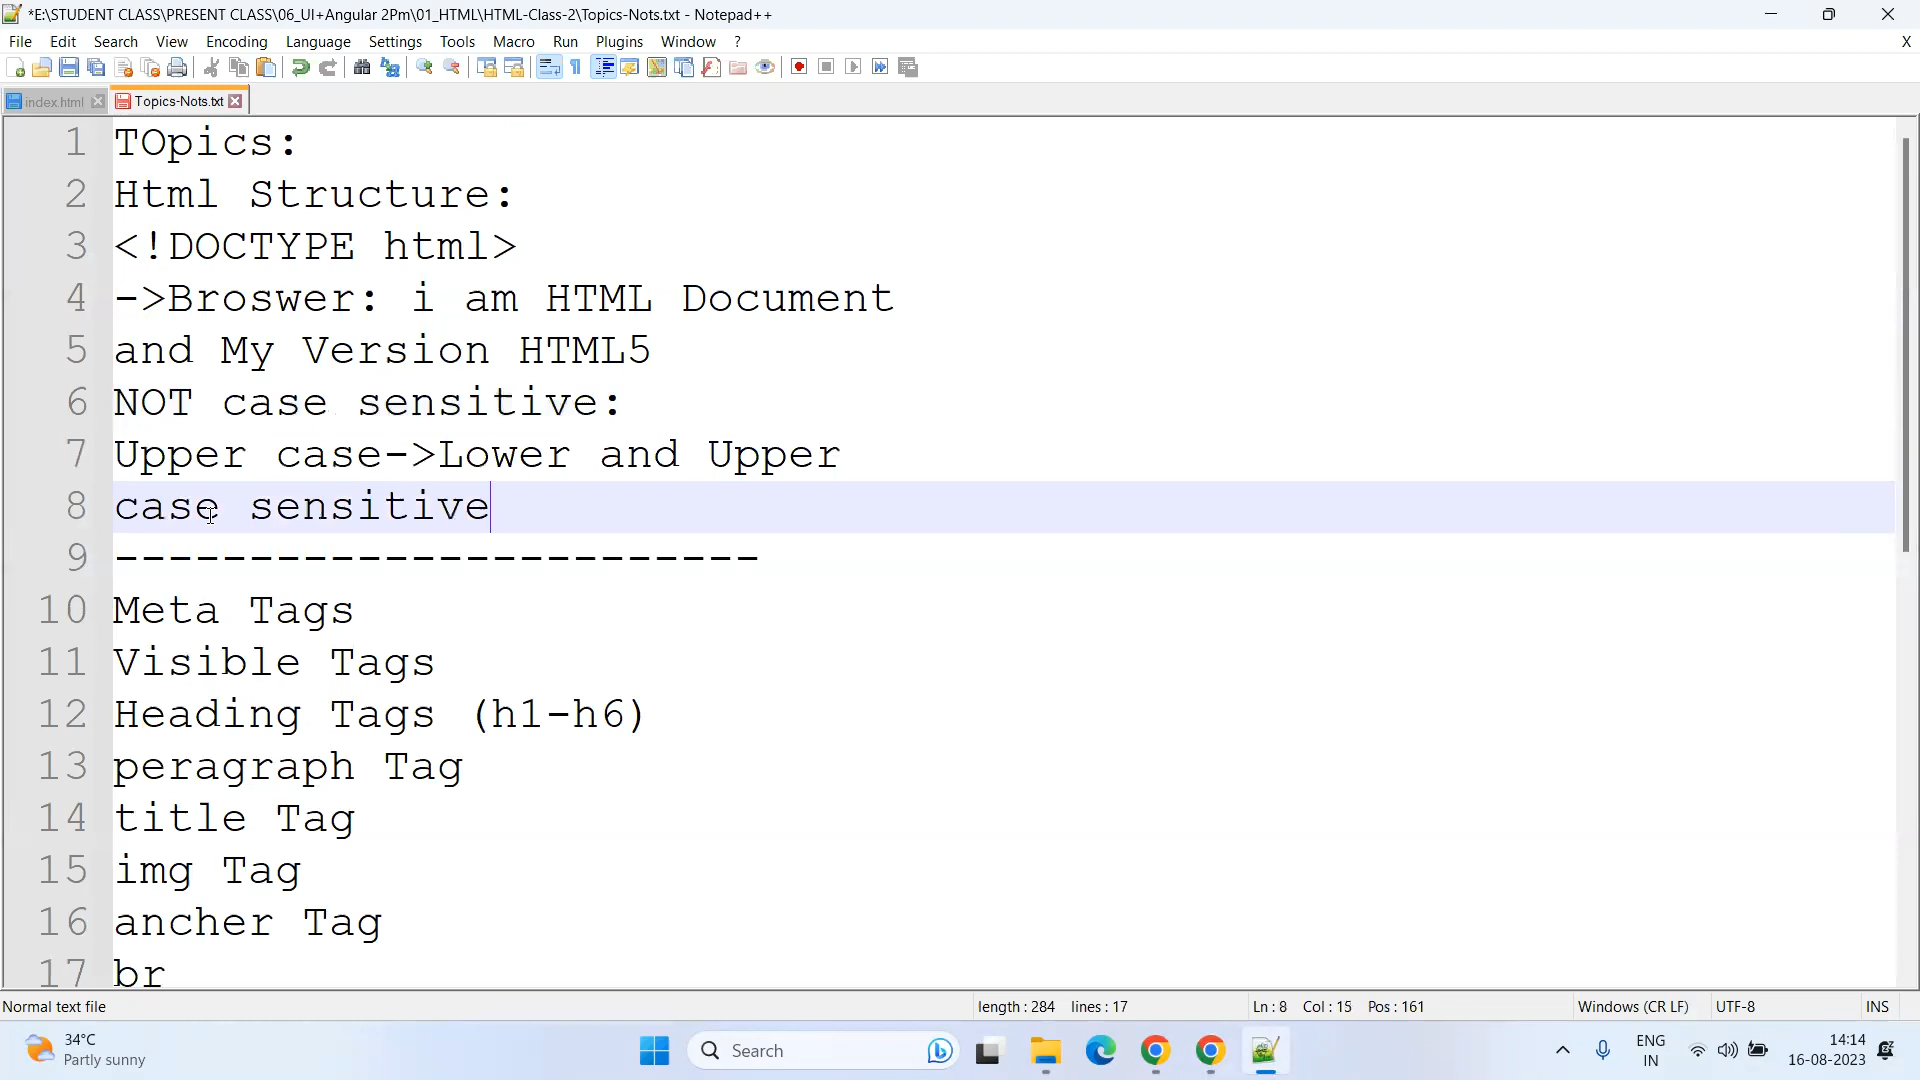 *E:\STUDENT CLASS\PRESENT CLASS\06_UI+Angular 2Pm\01_HTML\HTML-Class-2\Topics-Nots.txt - Notepad++
File Edit Search View Encoding Language Settings Tools Macro Run Plugins Window ? X
index.html Topics-Nots.txt
1 TOpics:
2 Html Structure:
3 <!DOCTYPE html>
4 ->Broswer: i am HTML Document
5 and My Version HTML5
6 NOT case sensitive:
7 Upper case->Lower and Upper
8 case sensitive
9 ------------------------
10 Meta Tags
11 Visible Tags
12 Heading Tags (h1-h6)
13 peragraph Tag
14 title Tag
15 img Tag
16 ancher Tag
17 br
Normal text file length : 284 lines : 17 Ln : 8 Col : 15 Pos : 161 Windows (CR LF) UTF-8 INS
34°C
Partly sunny
Search
ENG
IN
14:14
16-08-2023